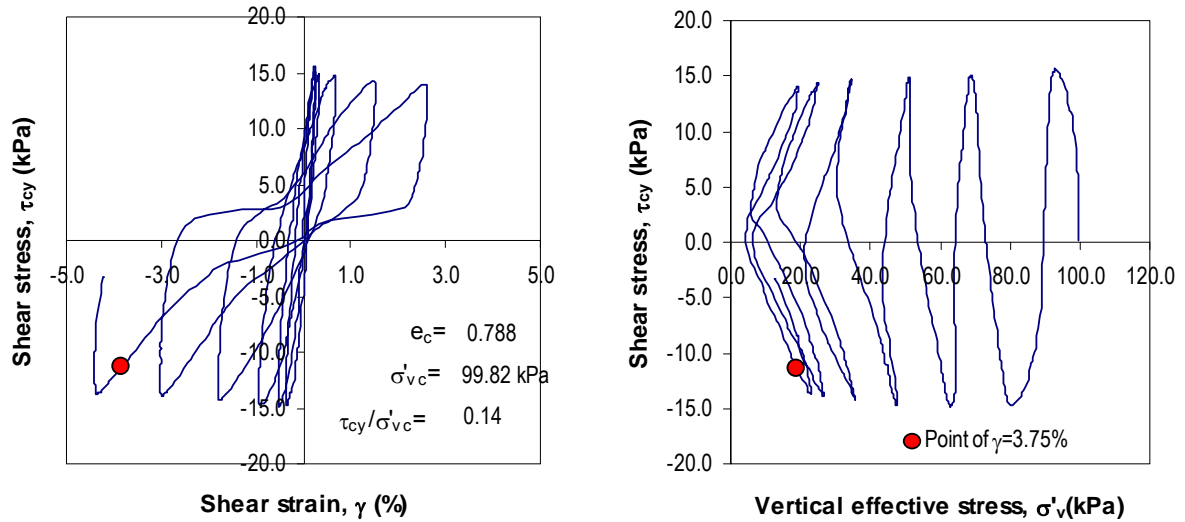 20.0
15.0
10.0
5.0
0.0
-5.0
-10.0
-15.0
-20.0
-5.0 -3.0 -1.0 1.0 3.0 5.0
Shear stress, τcy (kPa)
Shear strain, γ (%)
ec= 0.788
σ'vc= 99.82 kPa
τcy/σ'vc= 0.14
20.0
15.0
10.0
5.0
0.0
-5.0
-10.0
-15.0
-20.0
0.0 20.0 40.0 60.0 80.0 100.0 120.0
Shear stress, τcy (kPa)
Vertical effective stress, σ'v(kPa)
Point of γ=3.75%